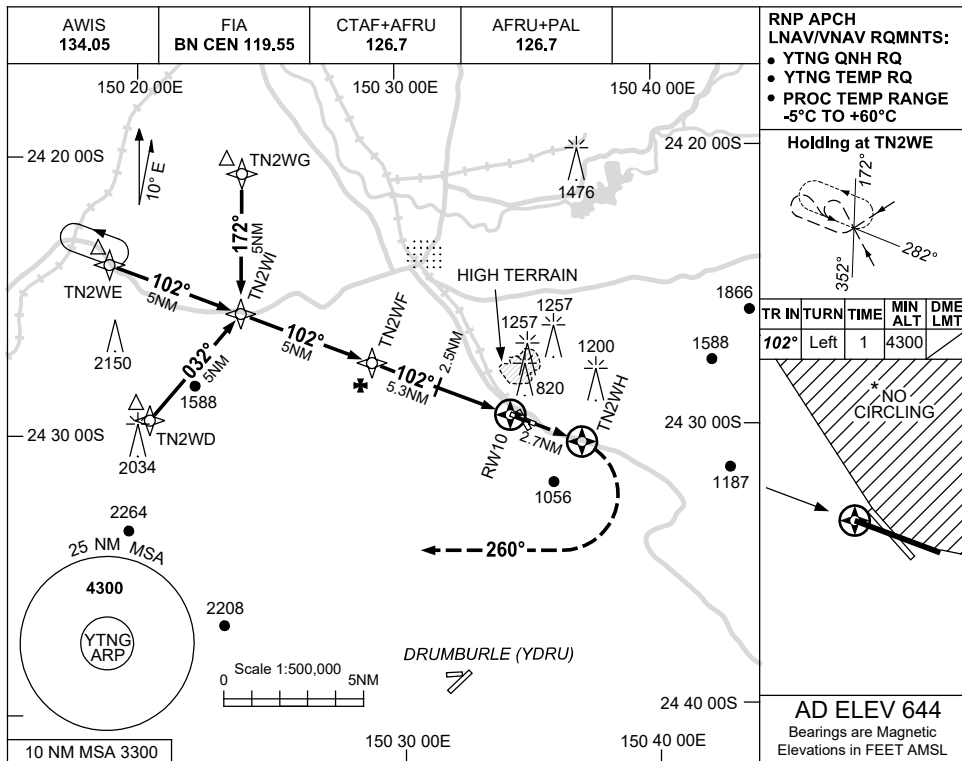 AWIS
134.05
FIA
BN CEN 119.55
CTAF+AFRU
126.7
AFRU+PAL
126.7
RNP APCH
LNAV/VNAV RQMNTS:
• YTNG QNH RQ
• YTNG TEMP RQ
• PROC TEMP RANGE
-5°C TO +60°C
150 20 00E
150 30 00E
150 40 00E
24 20 00S
24 20 00S
10° E
TN2WG
1476
172°
5NM
TN2WI
TN2WE
102°
5NM
HIGH TERRAIN
TN2WF
102°
5NM
2150
032°
5NM
1588
TN2WD
2034
102°
5.3NM
2.5NM
1257
1257
820
1200
1866
1588
TN2WH
RW10
2.7NM
24 30 00S
24 30 00S
1056
1187
260°
2264
25 NM MSA
4300
YTNG
ARP
10 NM MSA 3300
2208
Scale 1:500,000
0
5NM
DRUMBURLE (YDRU)
24 40 00S
150 30 00E
150 40 00E
Holding at TN2WE
172°
282°
352°
TR IN TURN TIME MIN ALT DME LMT
102° Left 1 4300
*NO
CIRCLING
AD ELEV 644
Bearings are Magnetic
Elevations in FEET AMSL